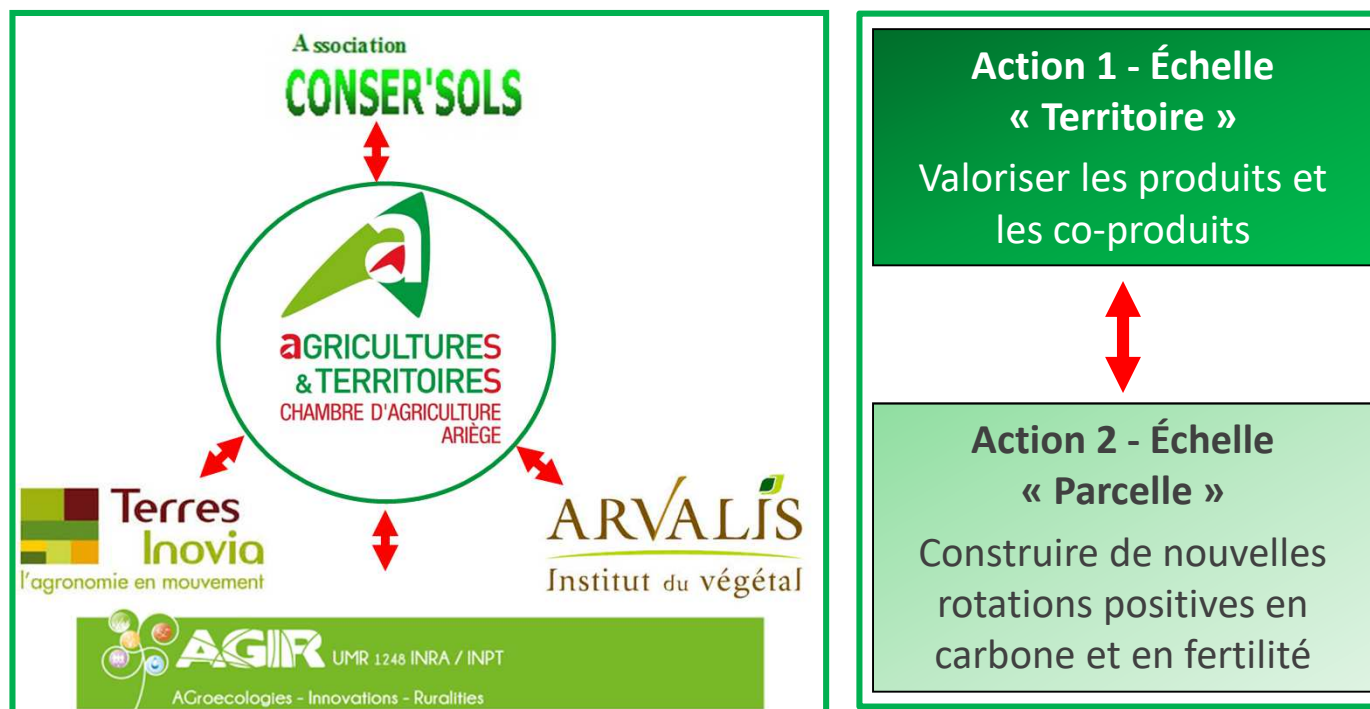 Association
CONSER'SOLS
a
aGRICULTURES
&TERRITOIRES
CHAMBRE D'AGRICULTURE
ARIÈGE
Terres
Inovia
l'agronomie en mouvement
ARVALIS
Institut du végétal
AGIR UMR 1248 INRA / INPT
AGroecologies - Innovations - Ruralities
Action 1 - Échelle
« Territoire »
Valoriser les produits et
les co-produits
Action 2 - Échelle
« Parcelle »
Construire de nouvelles
rotations positives en
carbone et en fertilité